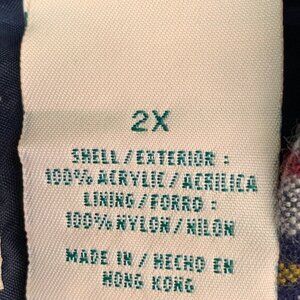 2X
SHELL / EXTERIOR :
100% ACRYLIC / ACRILICA
LINING / FORRO :
100% NYLON / NILON
MADE IN / HECHO EN
HONG KONG